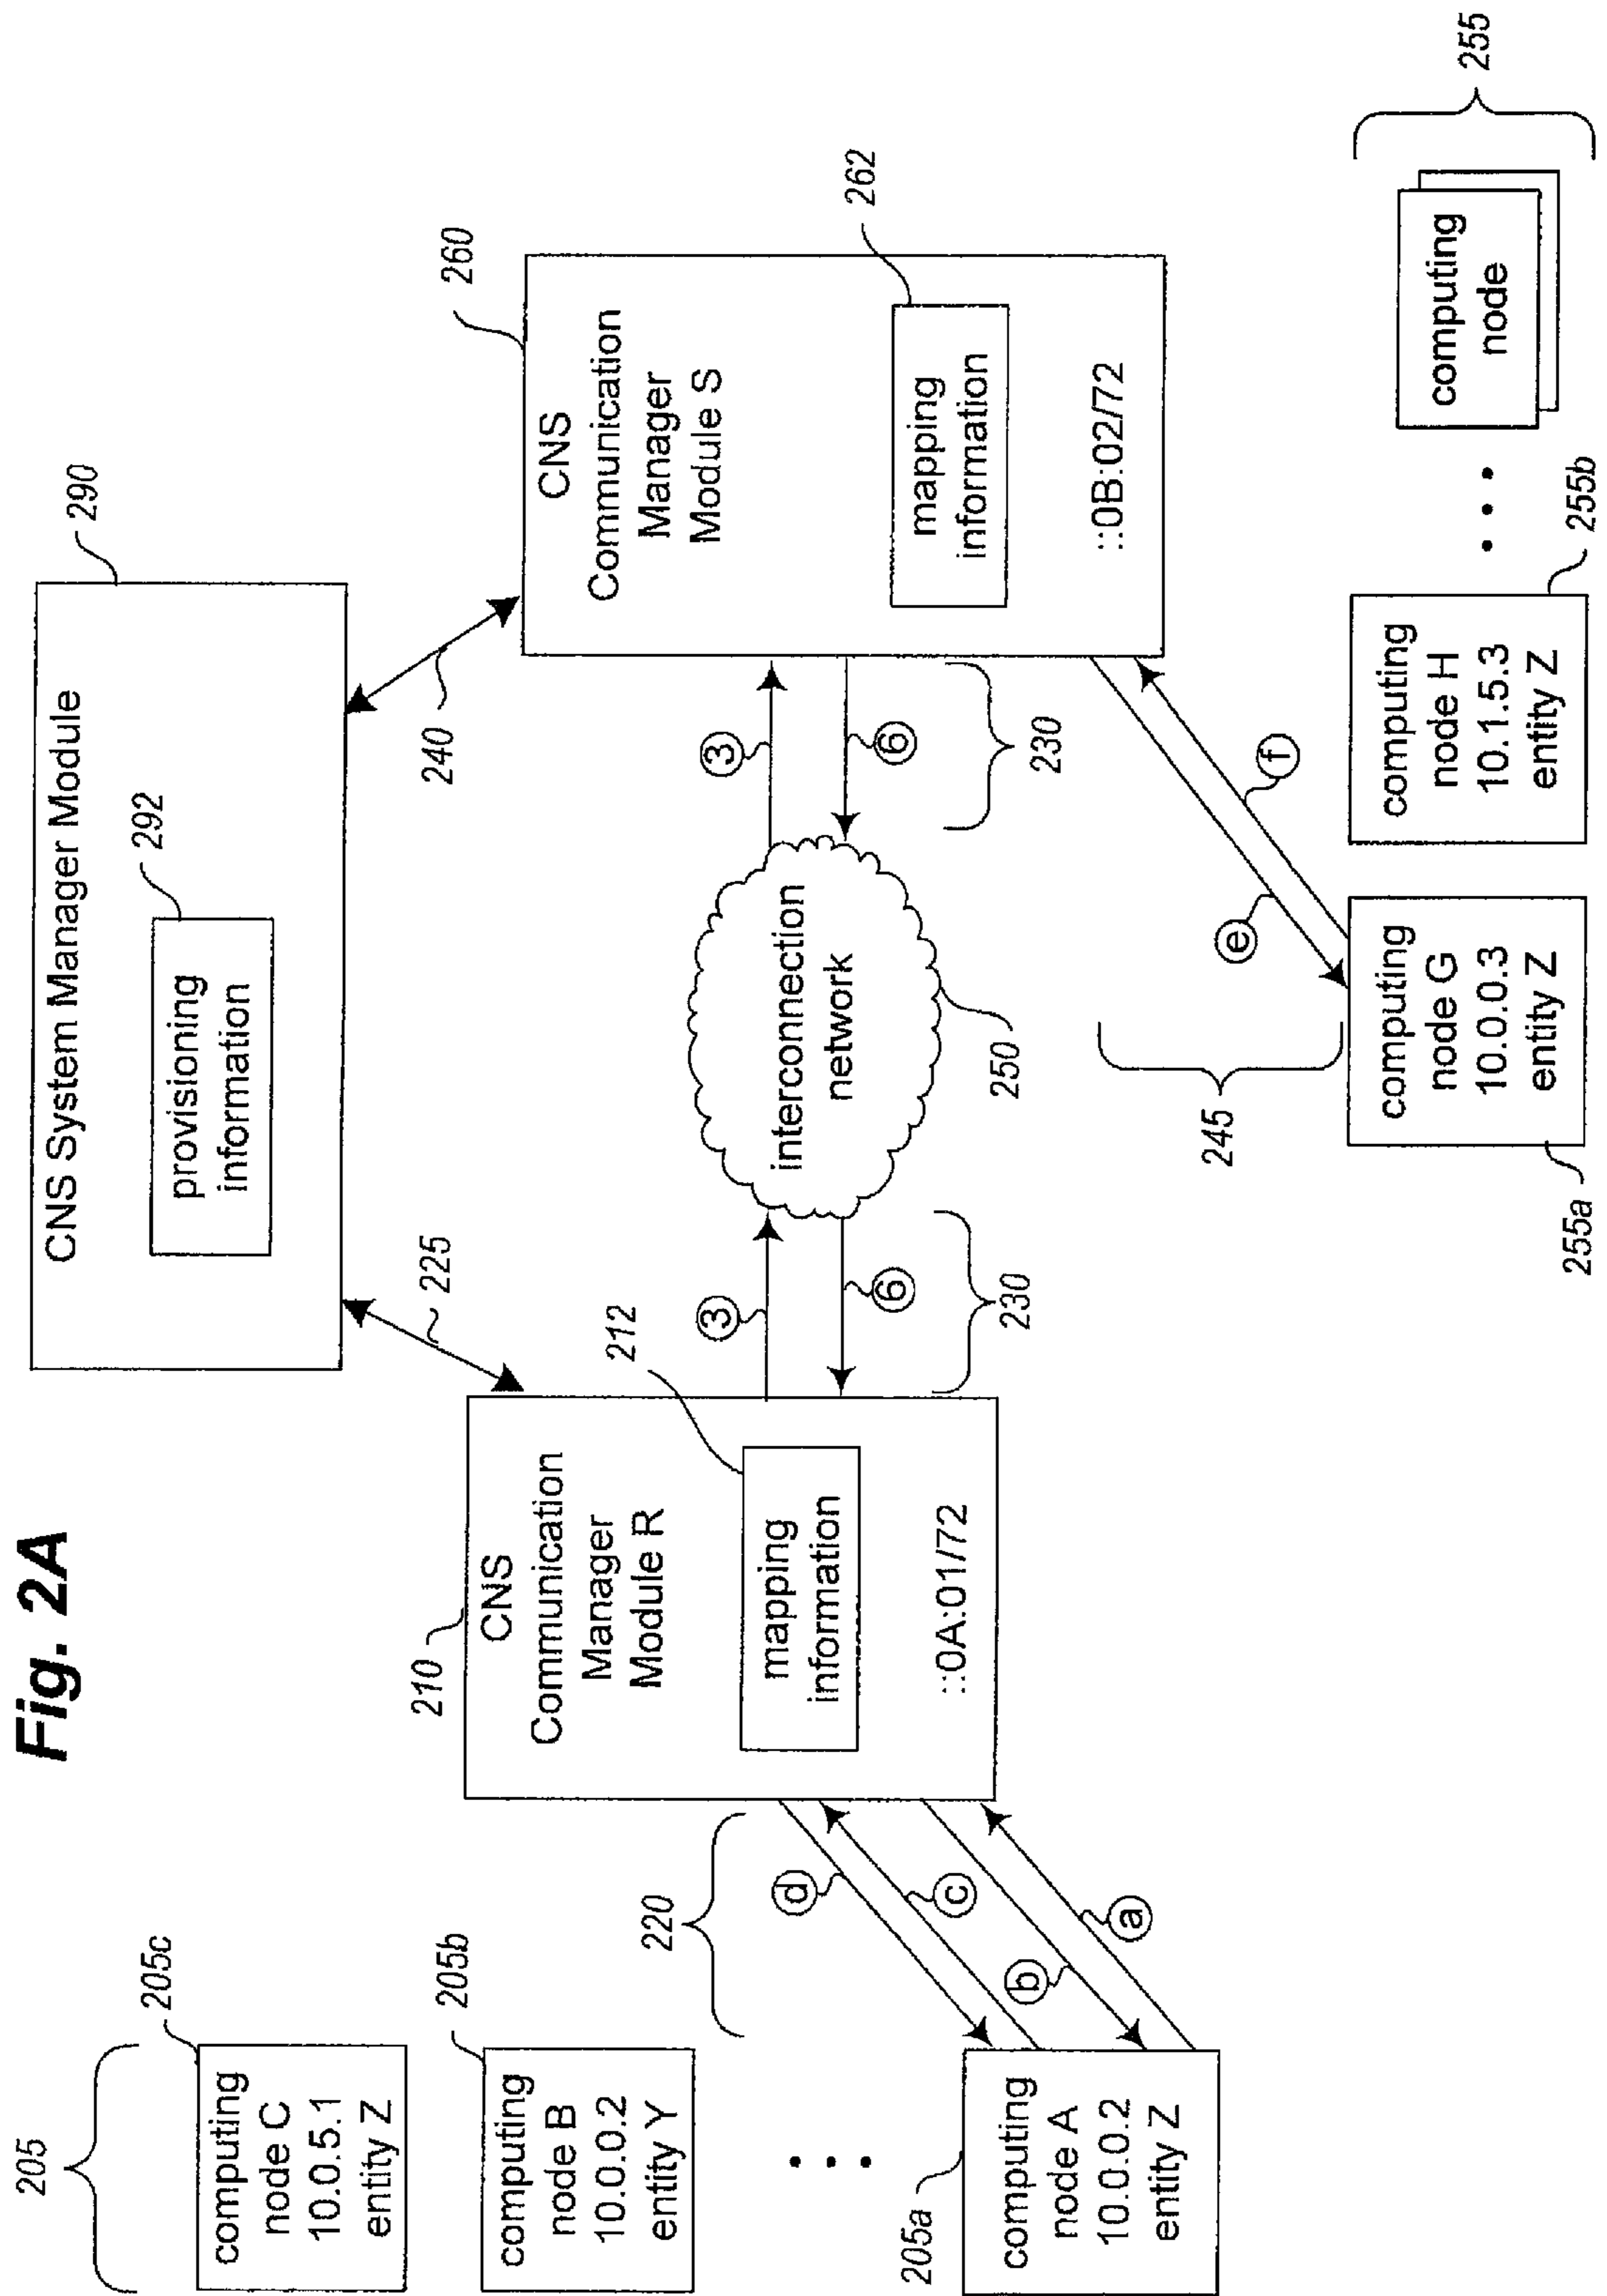 Fig. 2A
CNS System Manager Module
290
provisioning
information
292
225
240
205
computing
node C
10.0.5.1
entity Z
205c
computing
node B
10.0.0.2
entity Y
205b
computing
node A
10.0.0.2
entity Z
205a
220
d
c
b
a
210
CNS
Communication
Manager
Module R
mapping
information
212
::0A:01/72
3
6
230
interconnection
network
250
3
6
230
260
CNS
Communication
Manager
Module S
mapping
information
262
::0B:02/72
e
f
245
computing
node G
10.0.0.3
entity Z
255a
computing
node H
10.1.5.3
entity Z
255b
computing
node
255